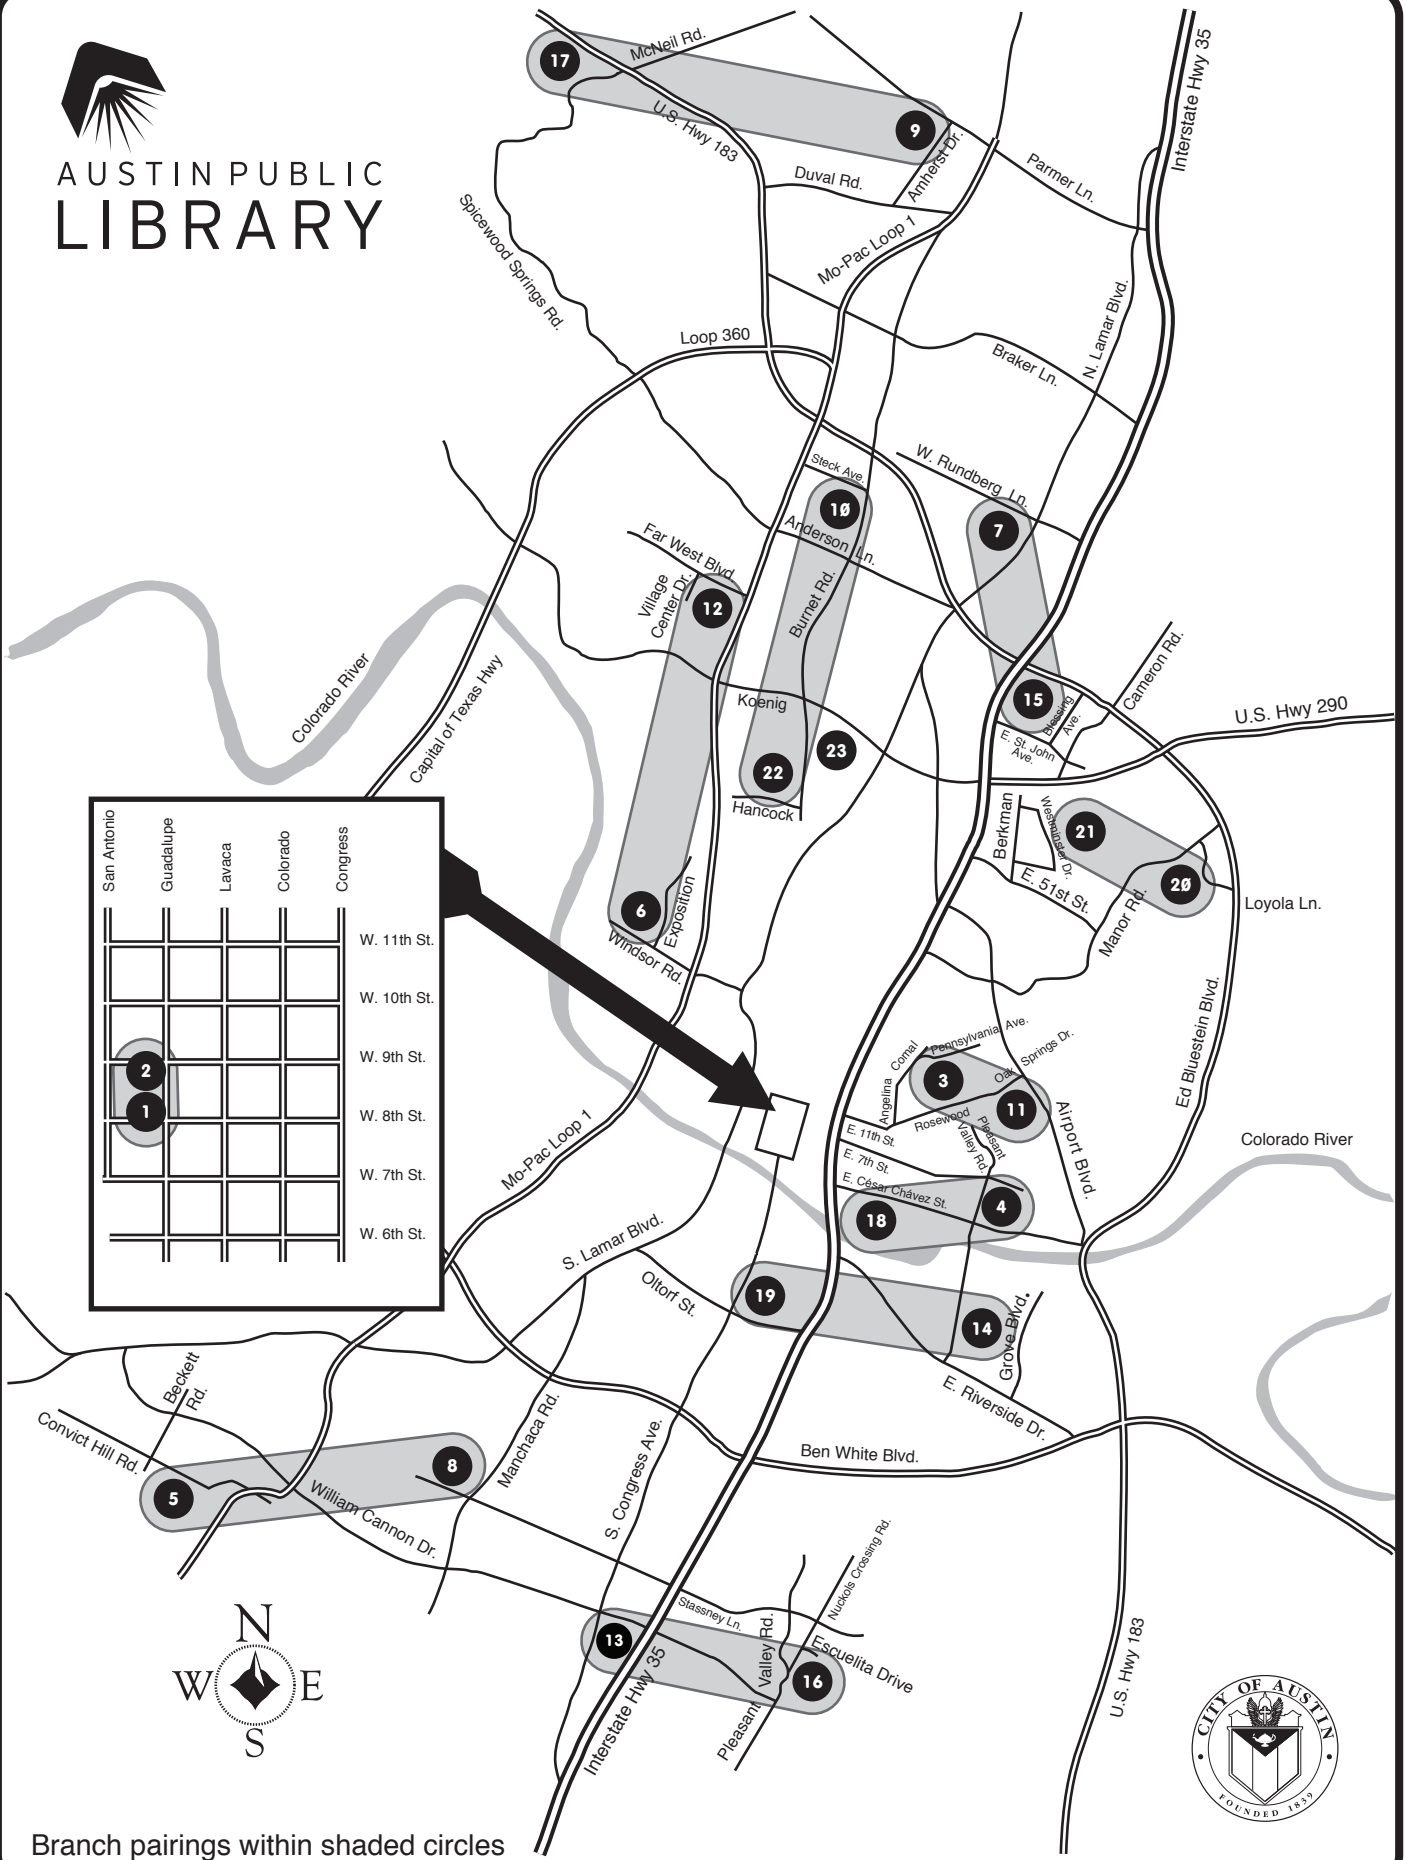 AUSTIN PUBLIC
LIBRARY
17
McNeil Rd.
U.S. Hwy 183
9
Amherst Dr.
Duval Rd.
Parmer Ln.
Interstate Hwy 35
Mo-Pac Loop 1
Spicewood Springs Rd.
N. Lamar Blvd.
Loop 360
Braker Ln.
W. Rundberg Ln.
Steck Ave.
10
7
Anderson Ln.
Far West Blvd.
Village
Center Dr.
12
Burnet Rd.
Cameron Rd.
Colorado River
Capital of Texas Hwy
Koenig
15
Blessing
Ave.
E. St. John
Ave.
U.S. Hwy 290
23
22
Hancock
Berkman
Westminster Dr.
21
20
E. 51st St.
Manor Rd.
Loyola Ln.
6
Exposition
Windsor Rd.
San Antonio
Guadalupe
Lavaca
Colorado
Congress
W. 11th St.
W. 10th St.
W. 9th St.
W. 8th St.
W. 7th St.
W. 6th St.
2
1
Ed Bluestein Blvd.
Pennsylvania Ave.
Comal
Angelina
3
Oak Springs Dr.
11
Rosewood
Pleasant
Valley Rd.
Airport Blvd.
E. 11th St.
E. 7th St.
E. César Chávez St.
18
4
Colorado River
Mo-Pac Loop 1
S. Lamar Blvd.
Oltorf St.
19
14
Grove Blvd.
E. Riverside Dr.
Beckett
Rd.
Convict Hill Rd.
5
8
William Cannon Dr.
Manchaca Rd.
S. Congress Ave.
Ben White Blvd.
Nuckols Crossing Rd.
Stassney Ln.
13
Interstate Hwy 35
Pleasant Valley Rd.
16
Escuelita Drive
U.S. Hwy 183
N
W E
S
CITY OF AUSTIN
FOUNDED 1839
Branch pairings within shaded circles